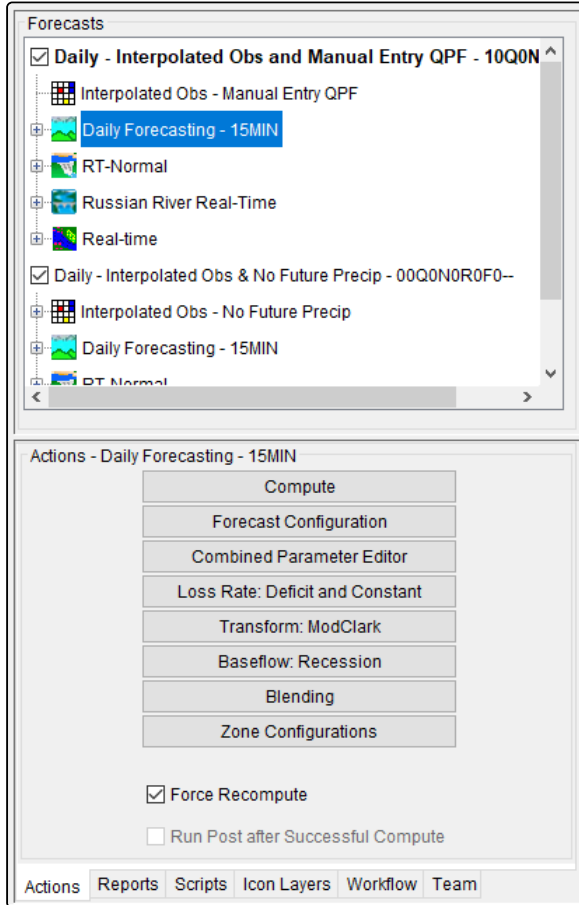 Forecasts
Daily - Interpolated Obs and Manual Entry QPF - 10Q0N
Interpolated Obs - Manual Entry QPF
Daily Forecasting - 15MIN
RT-Normal
Russian River Real-Time
Real-time
Daily - Interpolated Obs & No Future Precip - 00Q0N0R0F0--
Interpolated Obs - No Future Precip
Daily Forecasting - 15MIN
RT-Normal
Actions - Daily Forecasting - 15MIN
Compute
Forecast Configuration
Combined Parameter Editor
Loss Rate: Deficit and Constant
Transform: ModClark
Baseflow: Recession
Blending
Zone Configurations
Force Recompute
Run Post after Successful Compute
Actions Reports Scripts Icon Layers Workflow Team